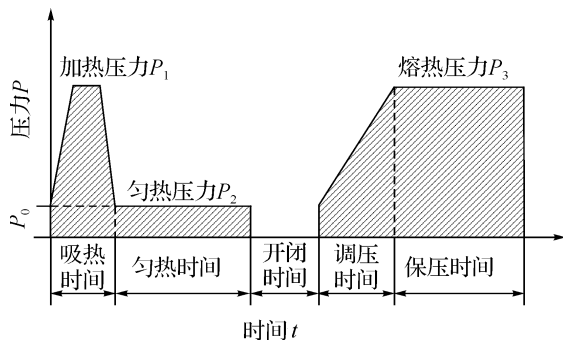 加热压力P₁
熔热压力P₃
压力P
匀热压力P₂
P₀
吸热时间
匀热时间
开闭时间
调压时间
保压时间
时间t